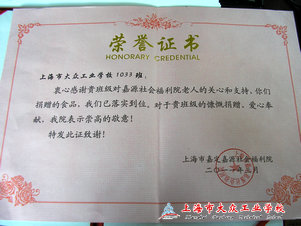 荣誉证书
HONORARY CREDENTIAL
上海市大众工业学校1033班：
衷心感谢贵班级对嘉源社会福利院老人的关心和支持，你们
捐赠的食品，我们已落实到位，对于贵班级的慷慨捐赠、爱心奉
献，我院表示崇高的敬意！
特发此证致谢！
上海市嘉定嘉源社会福利院
二〇一
月
上海市大众工业学校